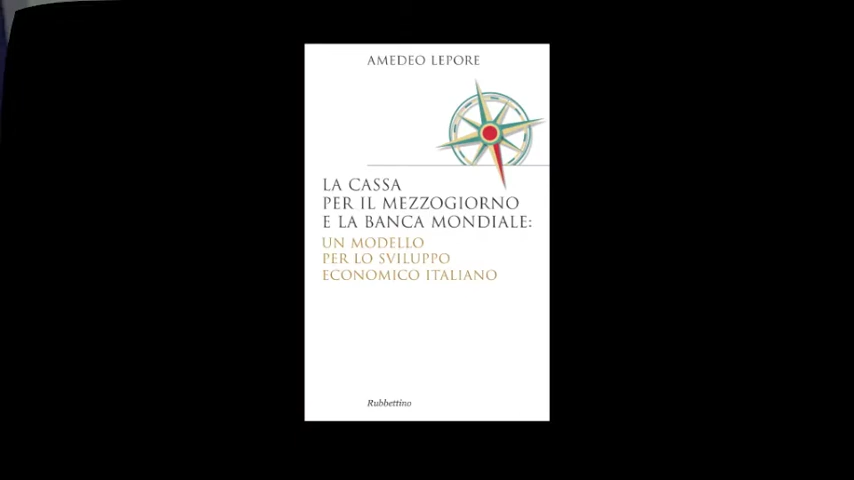 AMEDEO LEPORE
LA CASSA
PER IL MEZZOGIORNO
E LA BANCA MONDIALE:
UN MODELLO
PER LO SVILUPPO
ECONOMICO ITALIANO
Rubbettino